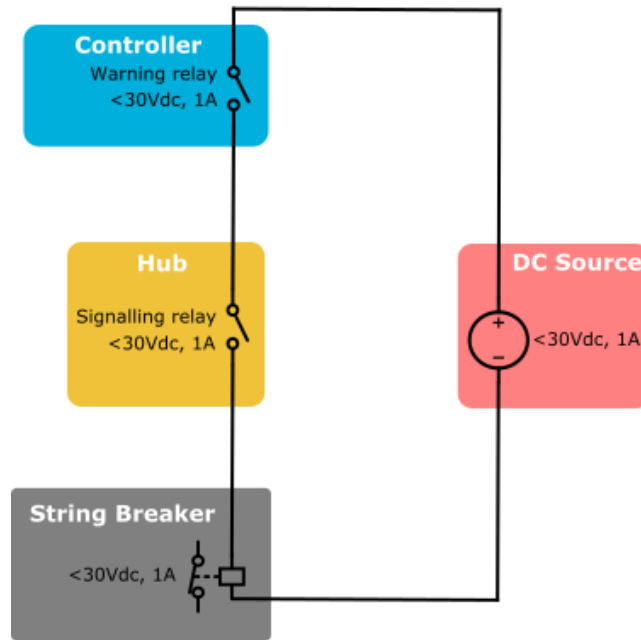 Controller
Warning relay
<30Vdc, 1A
Hub
Signalling relay
<30Vdc, 1A
DC Source
+
<30Vdc, 1A
−
String Breaker
<30Vdc, 1A